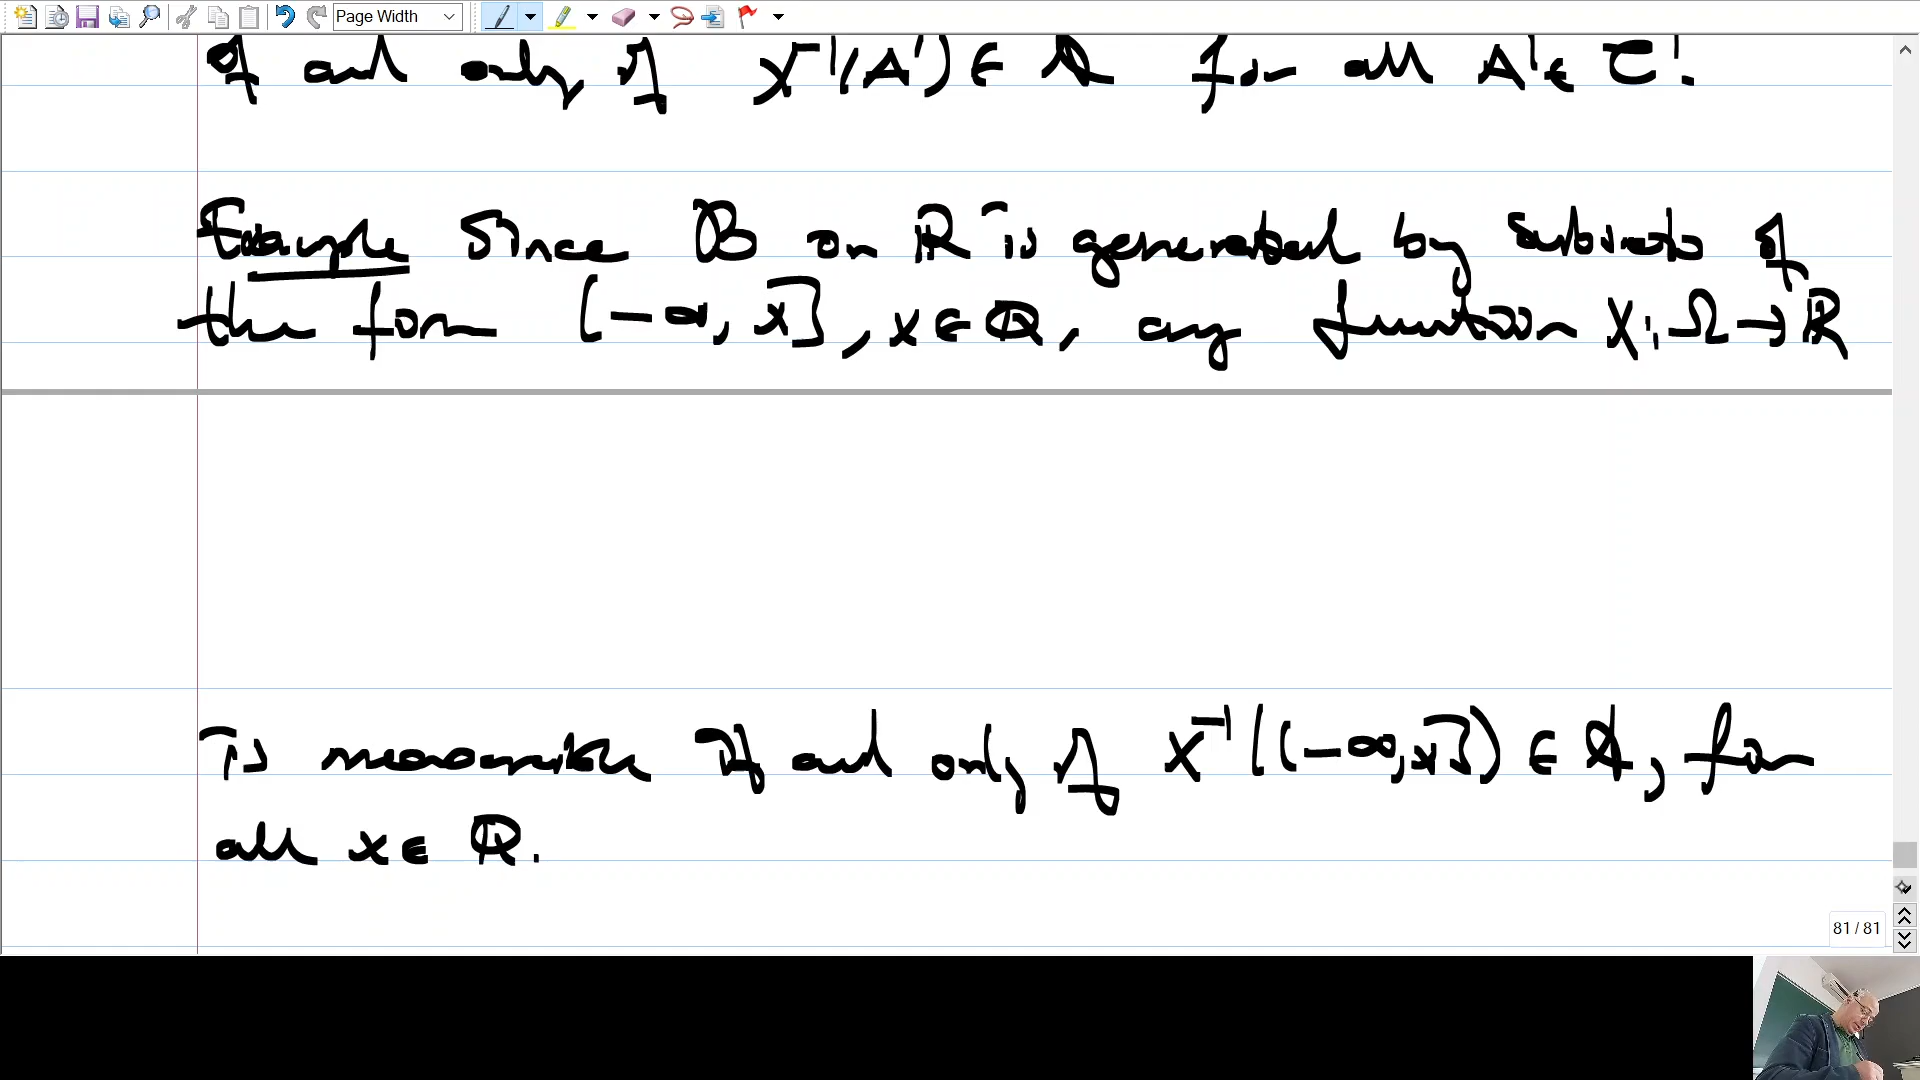 Page Width
if and only if X⁻¹(A') ∈ 𝒜 for all A' ∈ 𝒞'.
Example Since 𝔅 on ℝ is generated by subsets of
the form (-∞, x], x ∈ ℚ, any function X: Ω → ℝ
is measurable if and only if X⁻¹((-∞, x]) ∈ 𝒜, for
all x ∈ ℚ.
81 / 81